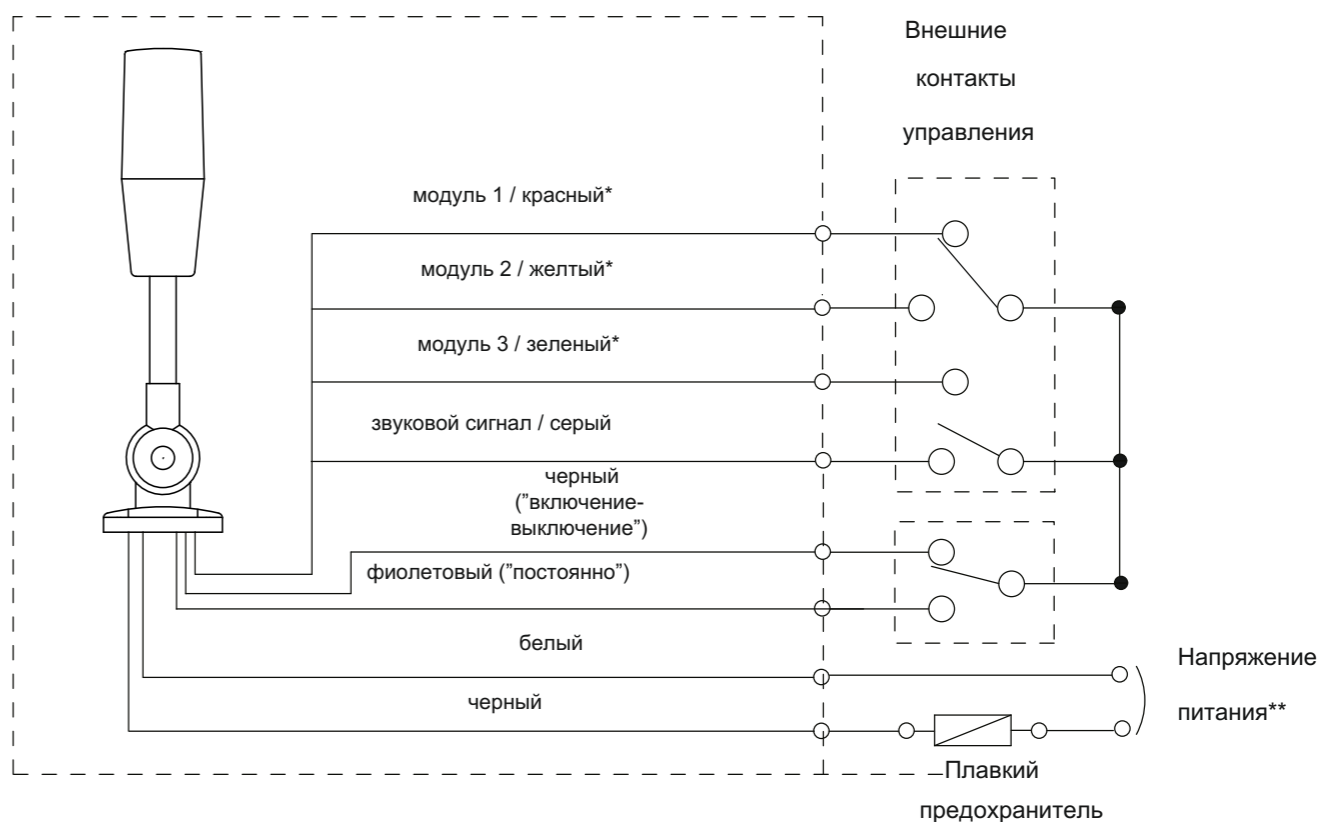 Внешние
контакты
управления
модуль 1 / красный*
модуль 2 / желтый*
модуль 3 / зеленый*
звуковой сигнал / серый
черный
(”включение-
выключение”)
фиолетовый (”постоянно”)
белый
черный
Напряжение
питания**
Плавкий
предохранитель